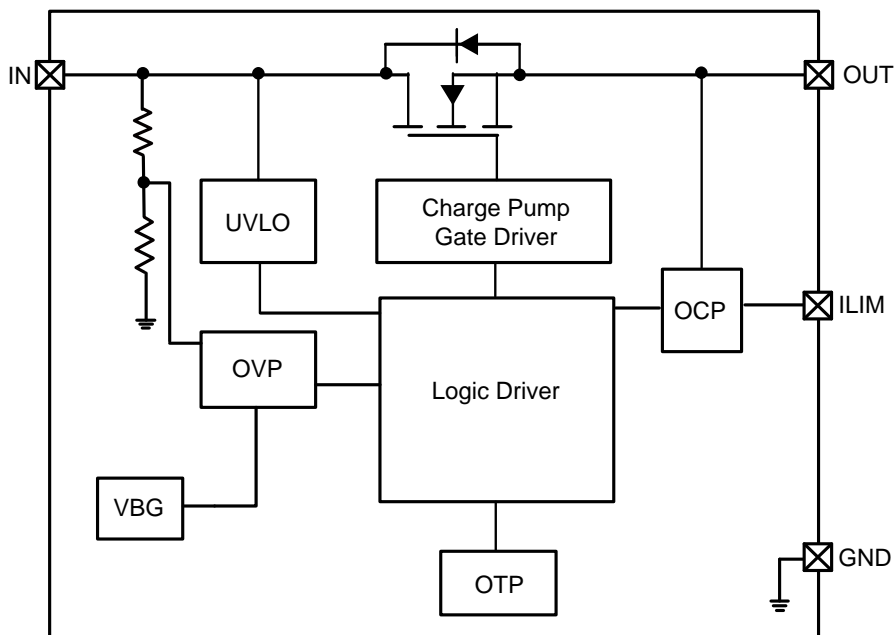 IN
OUT
UVLO
Charge Pump
Gate Driver
OCP
ILIM
OVP
Logic Driver
VBG
OTP
GND